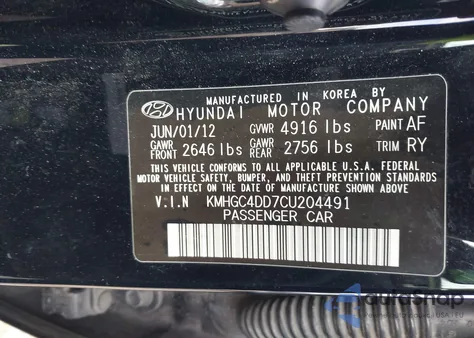 MANUFACTURED IN KOREA BY
HYUNDAI MOTOR COMPANY
JUN/01/12 GVWR 4916 lbs PAINT AF
GAWR FRONT 2646 lbs GAWR REAR 2756 lbs TRIM RY
THIS VEHICLE CONFORMS TO ALL APPLICABLE U.S.A. FEDERAL
MOTOR VEHICLE SAFETY, BUMPER, AND THEFT PREVENTION STANDARDS
IN EFFECT ON THE DATE OF MANUFACTURE SHOWN ABOVE.
V.I.N KMHGC4DD7CU204491
PASSENGER CAR
AutoShop